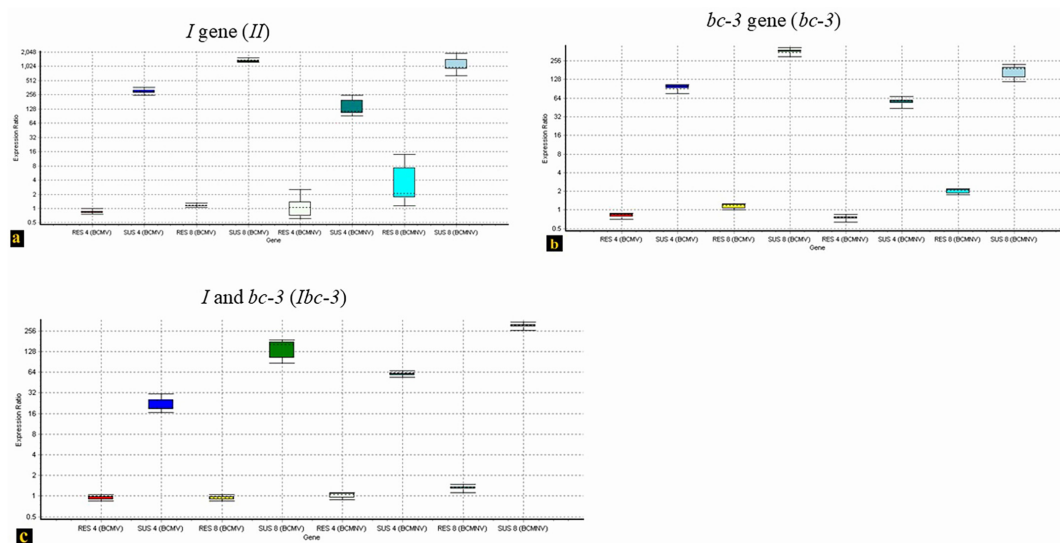 I gene (II)
2,048
1,024
512
256
128
64
32
16
8
4
2
1
0.5
Expression Ratio
RES 4 (BCMV) SUS 4 (BCMV) RES 8 (BCMV) SUS 8 (BCMV) RES 4 (BCMNV) SUS 4 (BCMNV) RES 8 (BCMNV) SUS 8 (BCMNV)
Gene
a
bc-3 gene (bc-3)
256
128
64
32
16
8
4
2
1
0.5
Expression Ratio
RES 4 (BCMV) SUS 4 (BCMV) RES 8 (BCMV) SUS 8 (BCMV) RES 4 (BCMNV) SUS 4 (BCMNV) RES 8 (BCMNV) SUS 8 (BCMNV)
Gene
b
I and bc-3 (Ibc-3)
256
128
64
32
16
8
4
2
1
0.5
Expression Ratio
RES 4 (BCMV) SUS 4 (BCMV) RES 8 (BCMV) SUS 8 (BCMV) RES 4 (BCMNV) SUS 4 (BCMNV) RES 8 (BCMNV) SUS 8 (BCMNV)
Gene
c